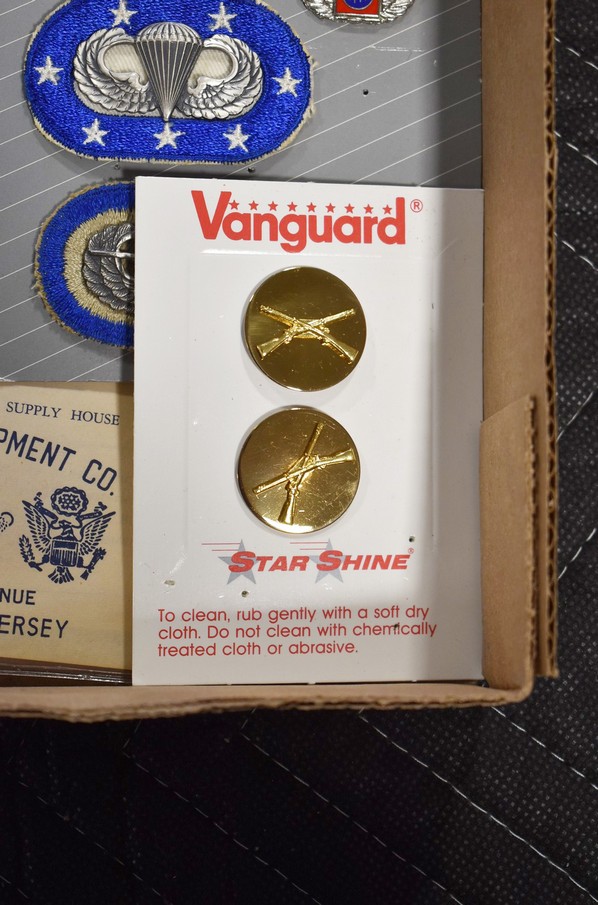 Vanguard®
SUPPLY HOUSE
PMENT CO.
NUE
ERSEY
STAR SHINE®
To clean, rub gently with a soft dry
cloth. Do not clean with chemically
treated cloth or abrasive.